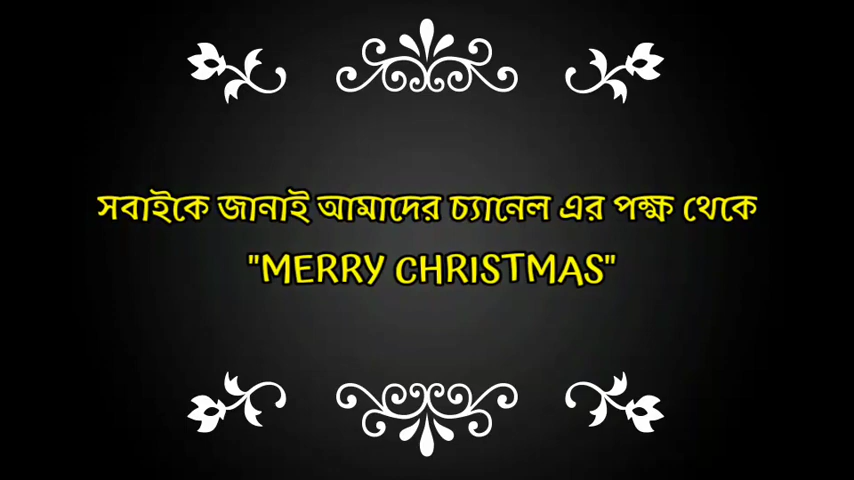 সবাইকে জানাই আমাদের চ্যানেল এর পক্ষ থেকে
"MERRY CHRISTMAS"